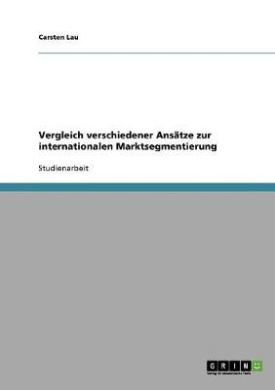 Carsten Lau
Vergleich verschiedener Ansätze zur
internationalen Marktsegmentierung
Studienarbeit
GRIN